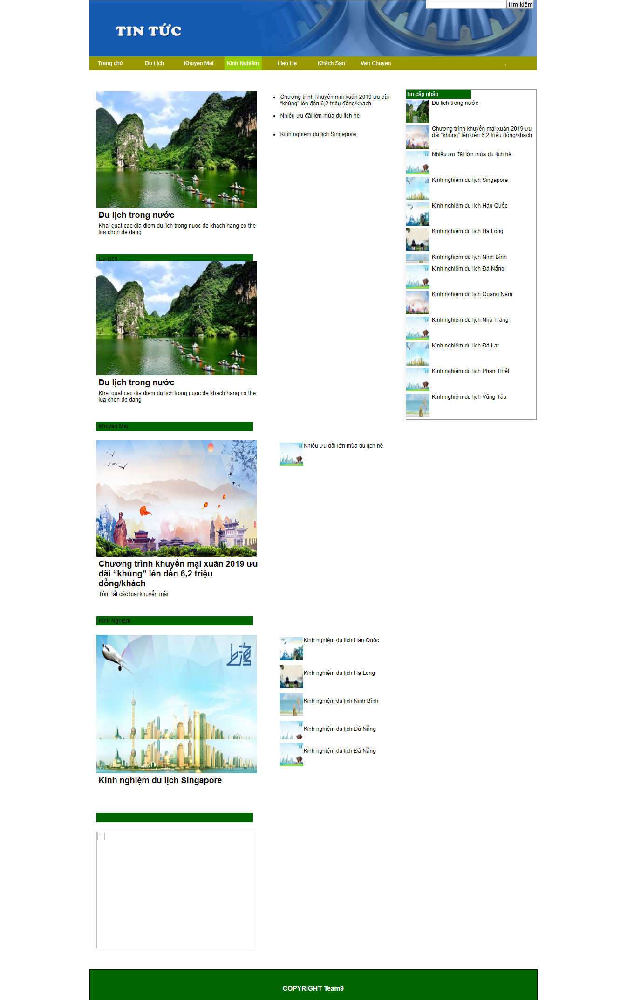 Tìm kiếm
TIN TỨC
Trang chủ
Du Lịch
Khuyen Mai
Kinh Nghiệm
Lien He
Khách Sạn
Van Chuyen
.
Du lịch trong nước
Khai quat cac dia diem du lich trong nuoc de khach hang co the
lua chon de dang
Chương trình khuyến mại xuân 2019 ưu đãi
“khủng” lên đến 6,2 triệu đồng/khách
Nhiều ưu đãi lớn mùa du lịch hè
Kinh nghiệm du lịch Singapore
Tin cập nhập
Du lịch trong nước
Chương trình khuyến mại xuân 2019 ưu
đãi “khủng” lên đến 6,2 triệu đồng/khách
Nhiều ưu đãi lớn mùa du lịch hè
Kinh nghiệm du lịch Singapore
Kinh nghiệm du lịch Hàn Quốc
Kinh nghiệm du lịch Hạ Long
Kinh nghiệm du lịch Ninh Bình
Kinh nghiệm du lịch Đà Nẵng
Kinh nghiệm du lịch Quảng Nam
Kinh nghiệm du lịch Nha Trang
Kinh nghiệm du lịch Đà Lạt
Kinh nghiệm du lịch Phan Thiết
Kinh nghiệm du lịch Vũng Tàu
Du Lịch
Du lịch trong nước
Khai quat cac dia diem du lich trong nuoc de khach hang co the
lua chon de dang
Khuyen Mai
Nhiều ưu đãi lớn mùa du lịch hè
Chương trình khuyến mại xuân 2019 ưu
đãi “khủng” lên đến 6,2 triệu
đồng/khách
Tóm tắt các loại khuyển mãi
Kinh Nghiệm
上海
Kinh nghiệm du lịch Hàn Quốc
Kinh nghiệm du lịch Hạ Long
Kinh nghiệm du lịch Ninh Bình
Kinh nghiệm du lịch Đà Nẵng
Kinh nghiệm du lịch Đà Nẵng
Kinh nghiệm du lịch Singapore
COPYRIGHT Team9